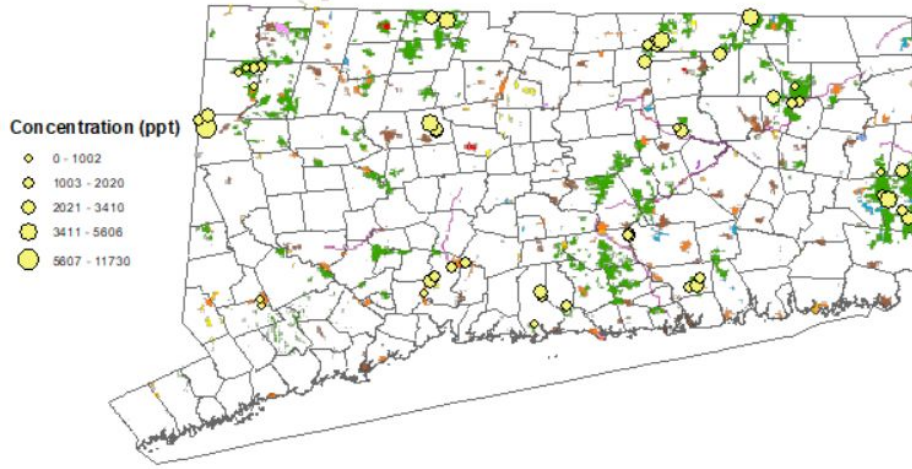 Concentration (ppt)
0 - 1002
1003 - 2020
2021 - 3410
3411 - 5606
5607 - 11730